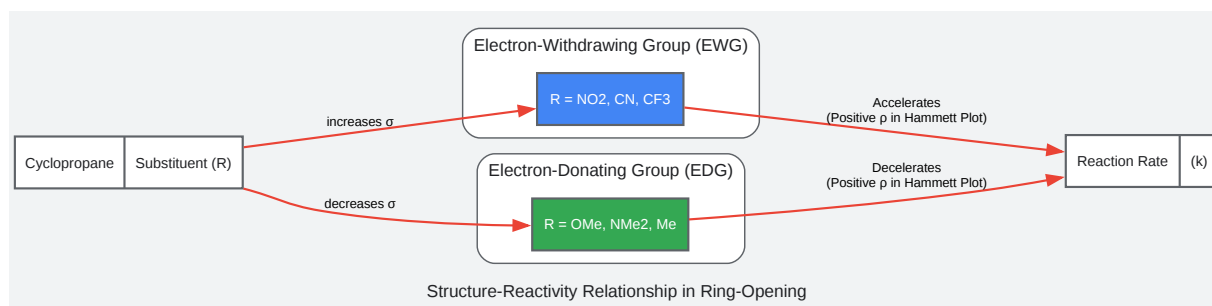 Electron-Withdrawing Group (EWG)
R = NO2, CN, CF3
increases σ
Accelerates
(Positive ρ in Hammett Plot)
Cyclopropane
Substituent (R)
Reaction Rate
(k)
Electron-Donating Group (EDG)
Decelerates
(Positive ρ in Hammett Plot)
decreases σ
R = OMe, NMe2, Me
Structure-Reactivity Relationship in Ring-Opening